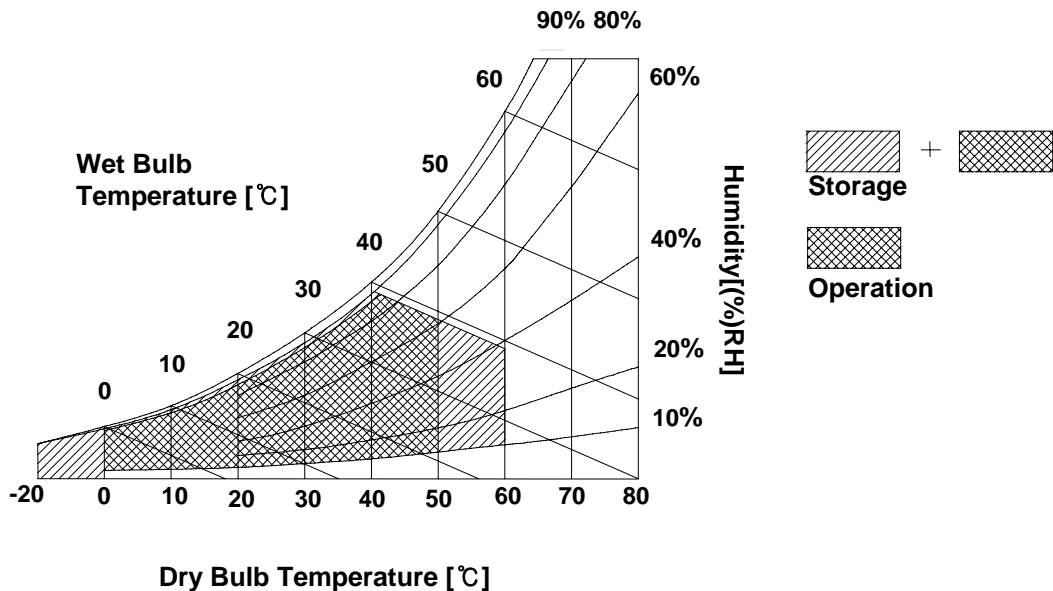 90% 80%
60
60%
50
Wet Bulb
Temperature [℃]
Storage
+
40
40%
Operation
30
20
Humidity[(%)RH]
20%
10
0
10%
-20 0 10 20 30 40 50 60 70 80
Dry Bulb Temperature [℃]